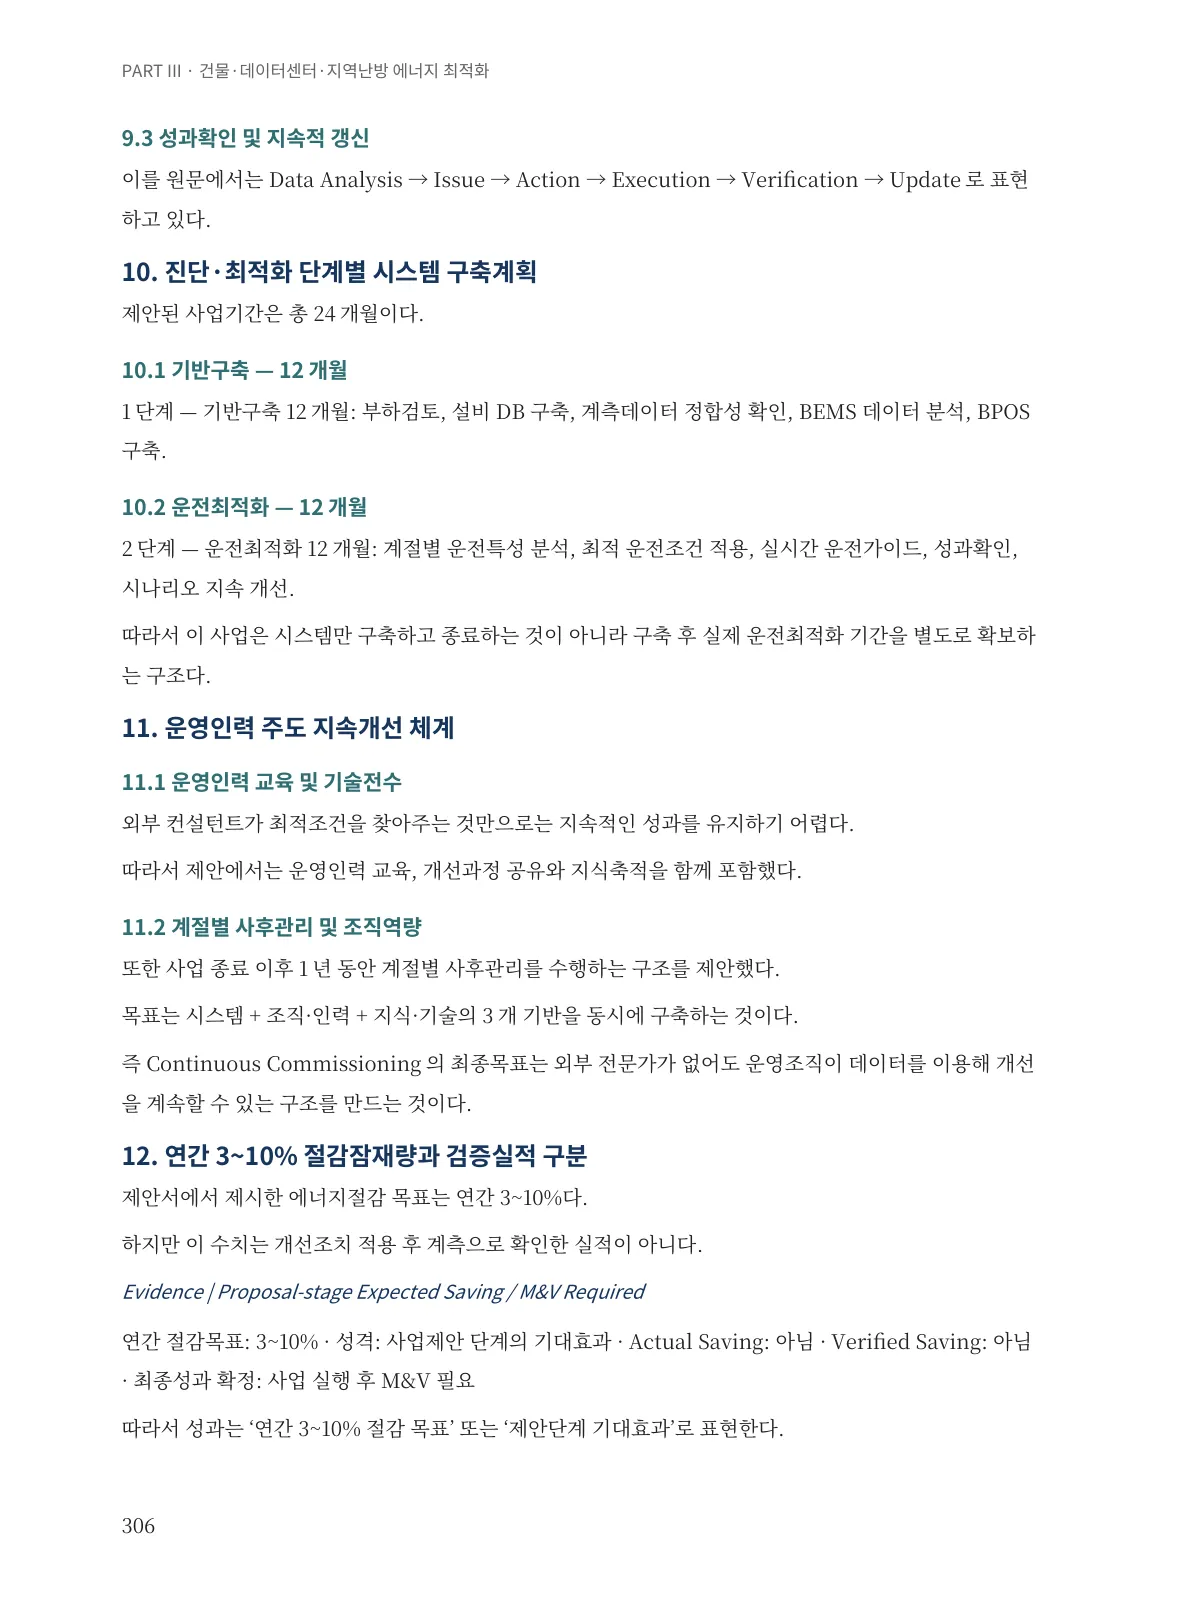 PART III · 건물·데이터센터·지역난방 에너지 최적화
9.3 성과확인 및 지속적 갱신
이를 원문에서는 Data Analysis → Issue → Action → Execution → Verification → Update 로 표현
하고 있다.
10. 진단·최적화 단계별 시스템 구축계획
제안된 사업기간은 총 24 개월이다.
10.1 기반구축 — 12 개월
1 단계 — 기반구축 12 개월: 부하검토, 설비 DB 구축, 계측데이터 정합성 확인, BEMS 데이터 분석, BPOS
구축.
10.2 운전최적화 — 12 개월
2 단계 — 운전최적화 12 개월: 계절별 운전특성 분석, 최적 운전조건 적용, 실시간 운전가이드, 성과확인,
시나리오 지속 개선.
따라서 이 사업은 시스템만 구축하고 종료하는 것이 아니라 구축 후 실제 운전최적화 기간을 별도로 확보하
는 구조다.
11. 운영인력 주도 지속개선 체계
11.1 운영인력 교육 및 기술전수
외부 컨설턴트가 최적조건을 찾아주는 것만으로는 지속적인 성과를 유지하기 어렵다.
따라서 제안에서는 운영인력 교육, 개선과정 공유와 지식축적을 함께 포함했다.
11.2 계절별 사후관리 및 조직역량
또한 사업 종료 이후 1 년 동안 계절별 사후관리를 수행하는 구조를 제안했다.
목표는 시스템 + 조직·인력 + 지식·기술의 3 개 기반을 동시에 구축하는 것이다.
즉 Continuous Commissioning 의 최종목표는 외부 전문가가 없어도 운영조직이 데이터를 이용해 개선
을 계속할 수 있는 구조를 만드는 것이다.
12. 연간 3~10% 절감잠재량과 검증실적 구분
제안서에서 제시한 에너지절감 목표는 연간 3~10%다.
하지만 이 수치는 개선조치 적용 후 계측으로 확인한 실적이 아니다.
Evidence | Proposal-stage Expected Saving / M&V Required
연간 절감목표: 3~10% · 성격: 사업제안 단계의 기대효과 · Actual Saving: 아님 · Verified Saving: 아님
· 최종성과 확정: 사업 실행 후 M&V 필요
따라서 성과는 ‘연간 3~10% 절감 목표’ 또는 ‘제안단계 기대효과’로 표현한다.
306